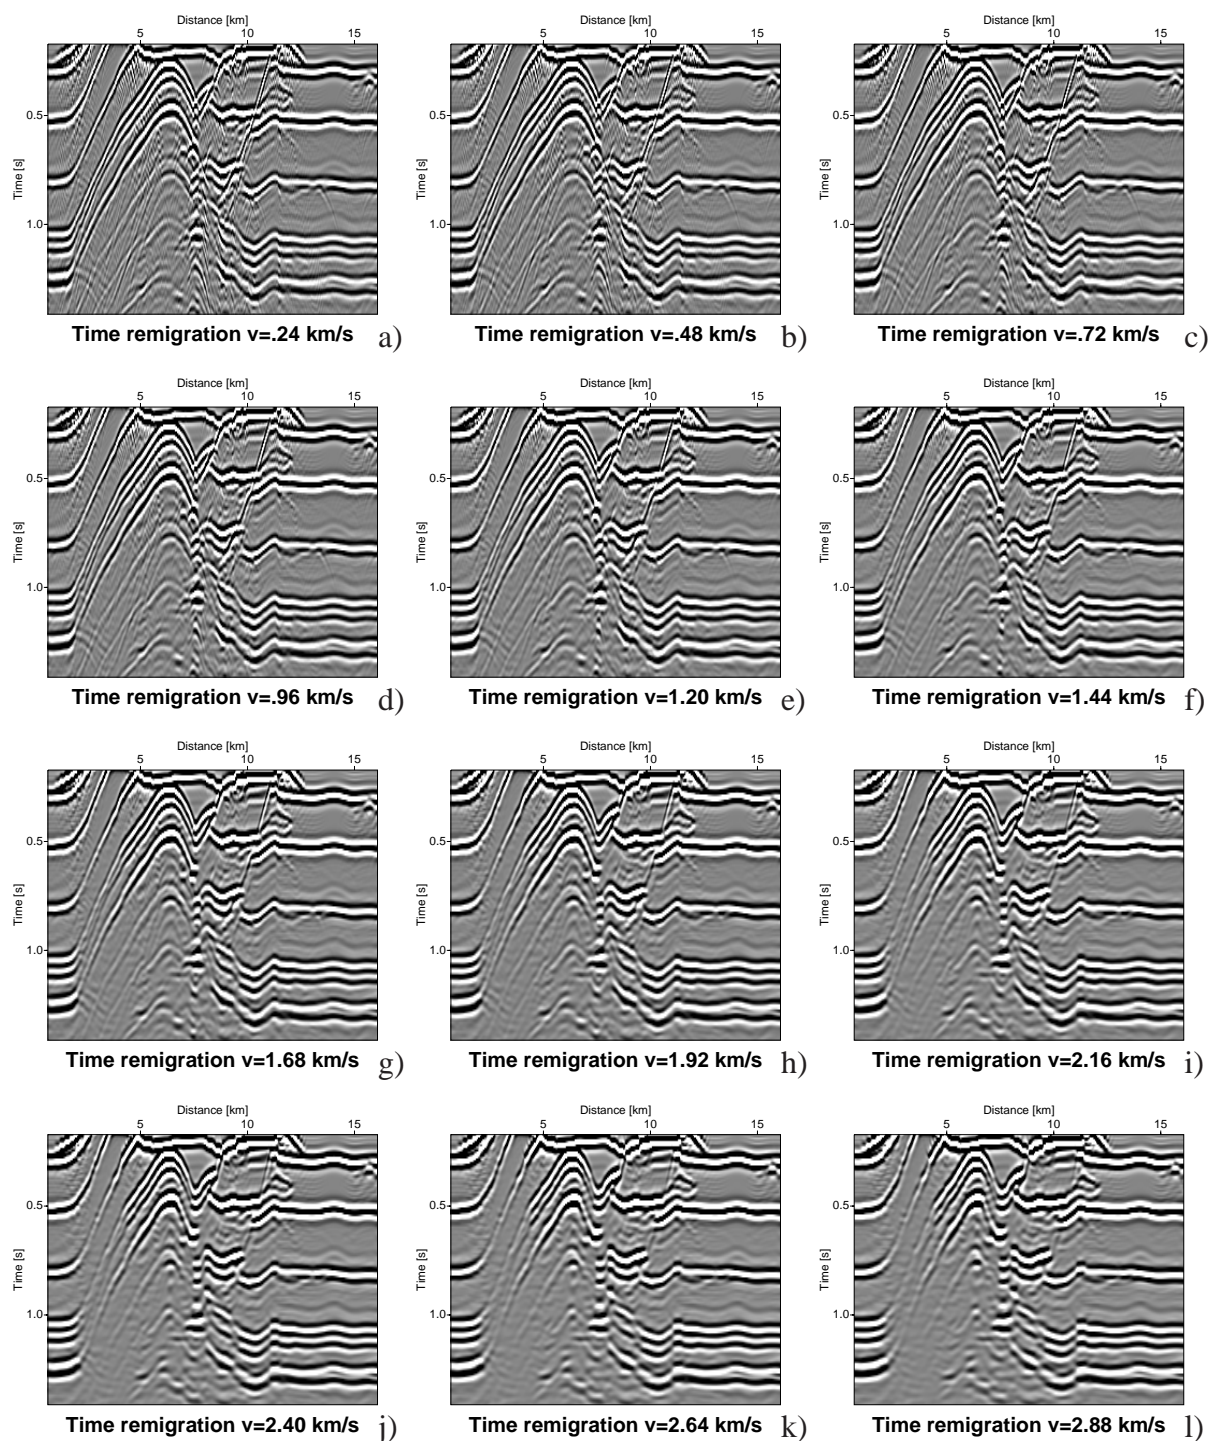 Distance [km] Distance [km] Distance [km]
5 10 15 5 10 15 5 10 15
0.5 0.5 0.5
Time [s] Time [s] Time [s]
1.0 1.0 1.0
Time remigration v=.24 km/s a) Time remigration v=.48 km/s b) Time remigration v=.72 km/s c)
Distance [km] Distance [km] Distance [km]
5 10 15 5 10 15 5 10 15
0.5 0.5 0.5
Time [s] Time [s] Time [s]
1.0 1.0 1.0
Time remigration v=.96 km/s d) Time remigration v=1.20 km/s e) Time remigration v=1.44 km/s f)
Distance [km] Distance [km] Distance [km]
5 10 15 5 10 15 5 10 15
0.5 0.5 0.5
Time [s] Time [s] Time [s]
1.0 1.0 1.0
Time remigration v=1.68 km/s g) Time remigration v=1.92 km/s h) Time remigration v=2.16 km/s i)
Distance [km] Distance [km] Distance [km]
5 10 15 5 10 15 5 10 15
0.5 0.5 0.5
Time [s] Time [s] Time [s]
1.0 1.0 1.0
Time remigration v=2.40 km/s j) Time remigration v=2.64 km/s k) Time remigration v=2.88 km/s l)